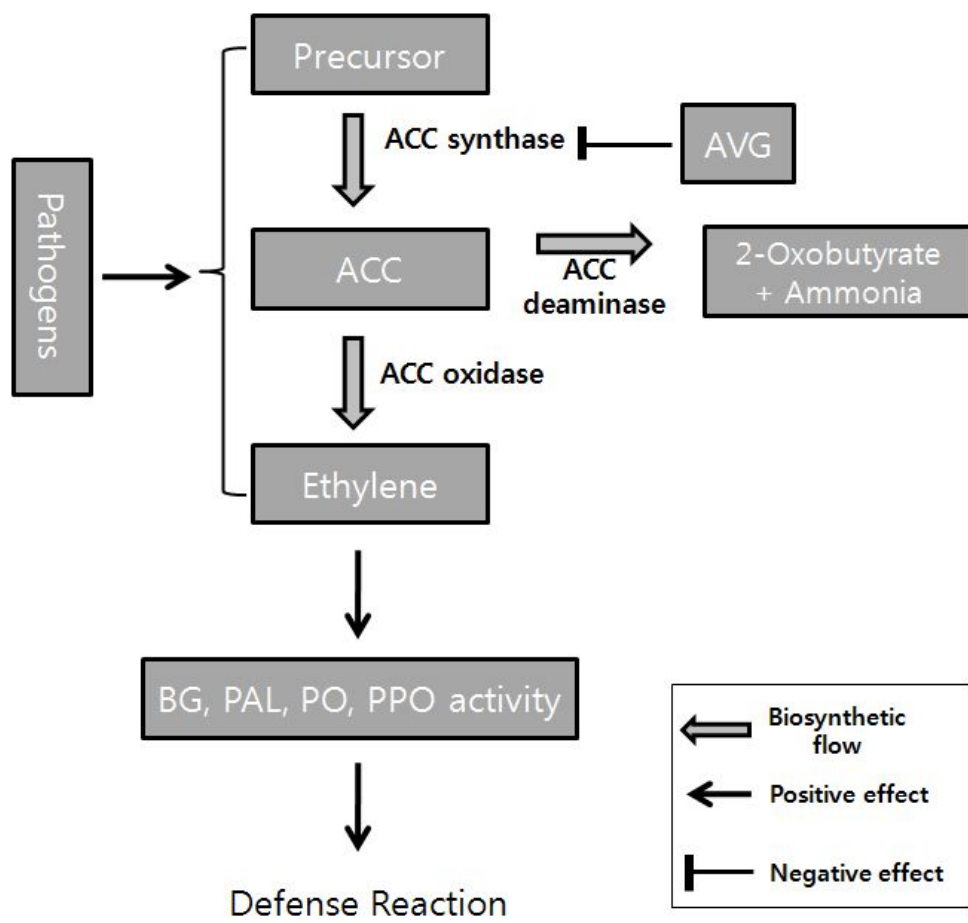 Precursor
ACC synthase
AVG
Pathogens
ACC
ACC
deaminase
2-Oxobutyrate
+ Ammonia
ACC oxidase
Ethylene
BG, PAL, PO, PPO activity
Defense Reaction
Biosynthetic
flow
Positive effect
Negative effect